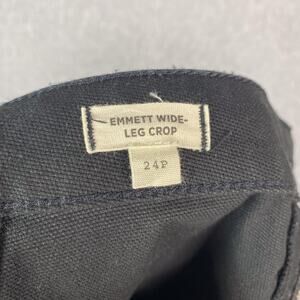 EMMETT WIDE-
LEG CROP
24P